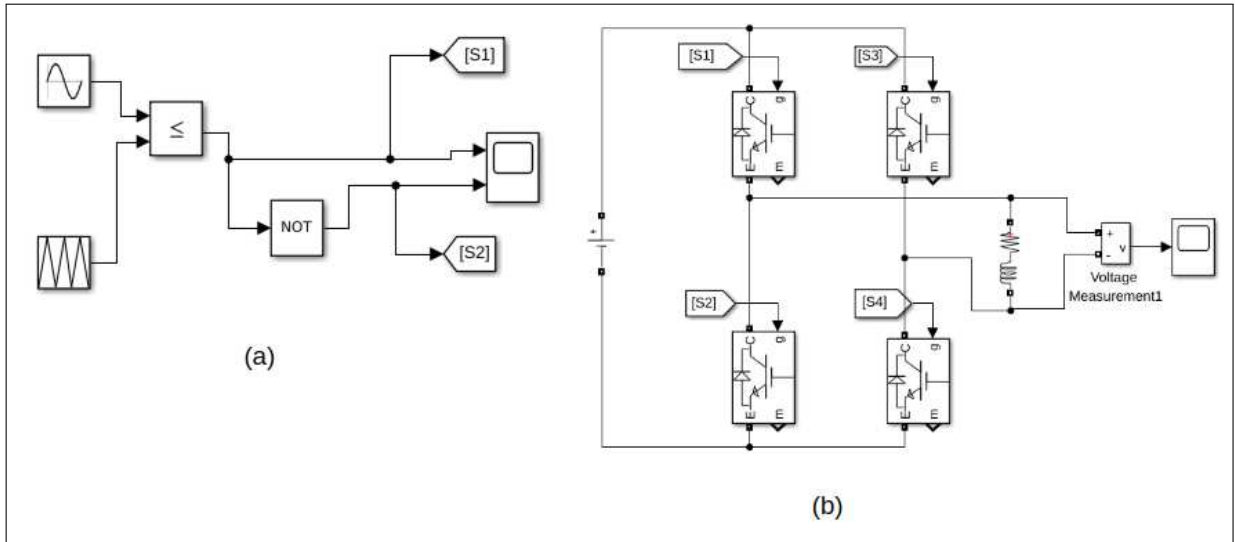 [S1]
≤
NOT
[S2]
(a)
[S1]
[S3]
C
g
E
m
C
g
E
m
+
+
-
v
Voltage
Measurement1
[S2]
[S4]
C
g
E
m
C
g
E
m
(b)